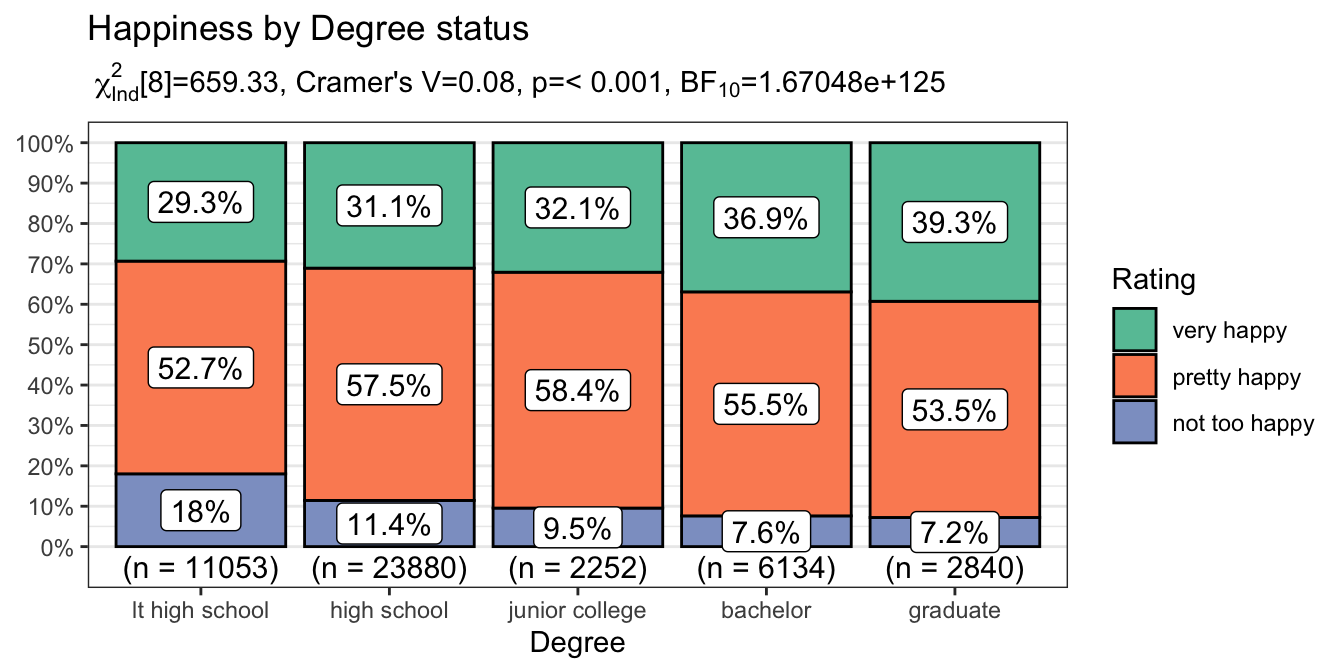 Happiness by Degree status
χ²Ind[8]=659.33, Cramer's V=0.08, p=< 0.001, BF₁₀=1.67048e+125
100%
90%
80%
70%
60%
50%
40%
30%
20%
10%
0%
29.3% 31.1% 32.1% 36.9% 39.3%
52.7% 57.5% 58.4% 55.5% 53.5%
18% 11.4% 9.5% 7.6% 7.2%
(n = 11053) (n = 23880) (n = 2252) (n = 6134) (n = 2840)
lt high school high school junior college bachelor graduate
Degree
Rating
very happy
pretty happy
not too happy